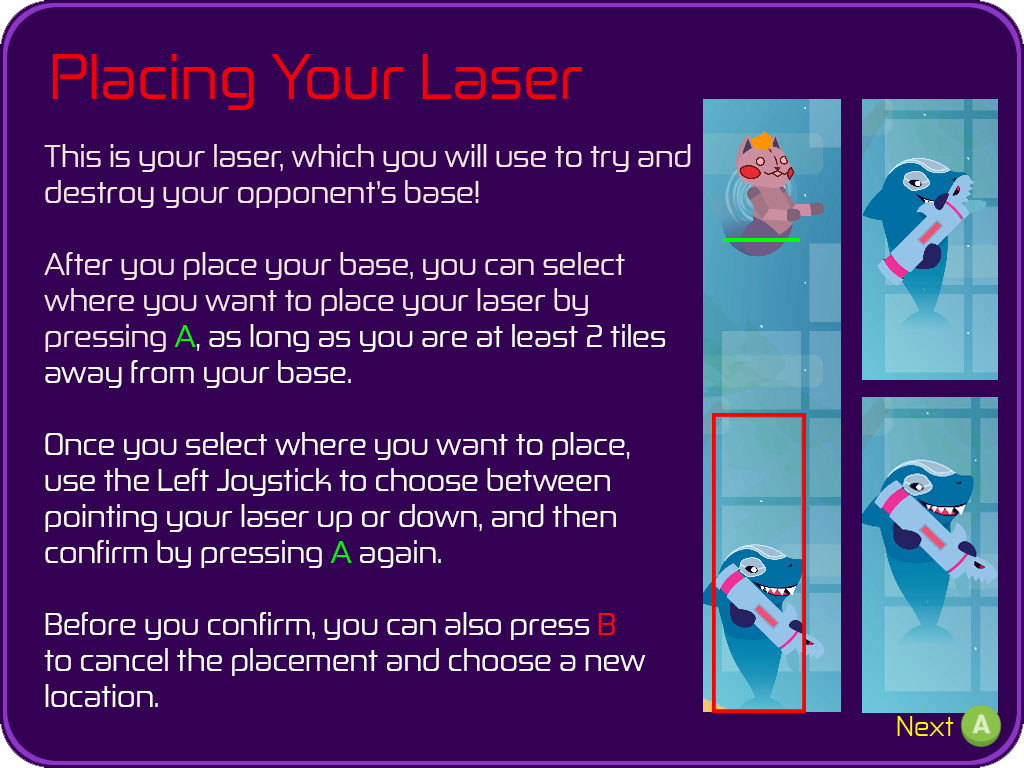 Placing Your Laser
This is your laser, which you will use to try and
destroy your opponent's base!
After you place your base, you can select
where you want to place your laser by
pressing A, as long as you are at least 2 tiles
away from your base.
Once you select where you want to place,
use the Left Joystick to choose between
pointing your laser up or down, and then
confirm by pressing A again.
Before you confirm, you can also press B
to cancel the placement and choose a new
location.
Next A